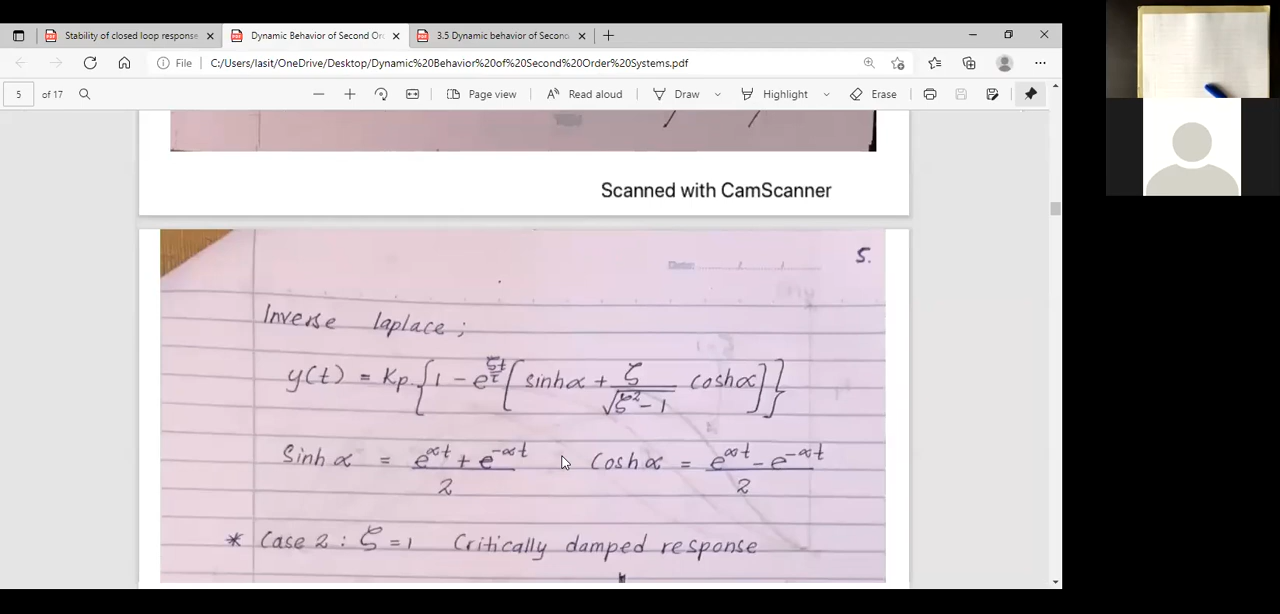 Stability of closed loop response
Dynamic Behavior of Second Or
3.5 Dynamic behavior of Second
File C:/Users/lasit/OneDrive/Desktop/Dynamic%20Behavior%20of%20Second%20Order%20Systems.pdf
5 of 17 Page view Read aloud Draw Highlight Erase
Scanned with CamScanner
5.
Date:
Inverse laplace;
y(t) = Kp {1 - e^{ζt/τ} [sinh α + ζ/√(ζ² - 1) cosh α]}
Sinh α = (e^{αt} + e^{-αt})/2 Cosh α = (e^{αt} - e^{-αt})/2
* Case 2 : ζ = 1 Critically damped response